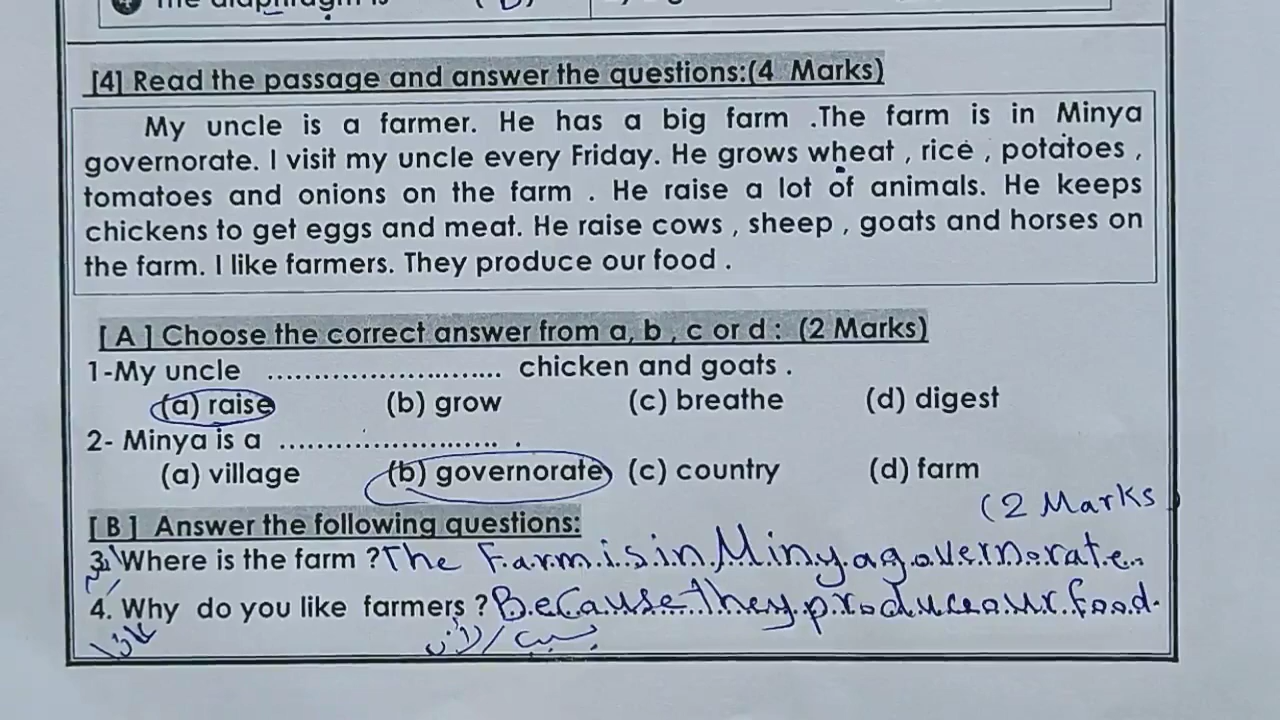 The diaphragm is
[4] Read the passage and answer the questions:(4 Marks)
My uncle is a farmer. He has a big farm .The farm is in Minya
governorate. I visit my uncle every Friday. He grows wheat , rice , potatoes ,
tomatoes and onions on the farm . He raise a lot of animals. He keeps
chickens to get eggs and meat. He raise cows , sheep , goats and horses on
the farm. I like farmers. They produce our food .
[ A ] Choose the correct answer from a, b , c or d : (2 Marks)
1-My uncle ......................... chicken and goats .
(a) raise (b) grow (c) breathe (d) digest
2- Minya is a ........................ .
(a) village (b) governorate (c) country (d) farm
(2 Marks
[ B ] Answer the following questions:
3. Where is the farm ? The Farm is in Minya governorate.
4. Why do you like farmers ? Because they produce our food.
لماذا بسبب / لأن